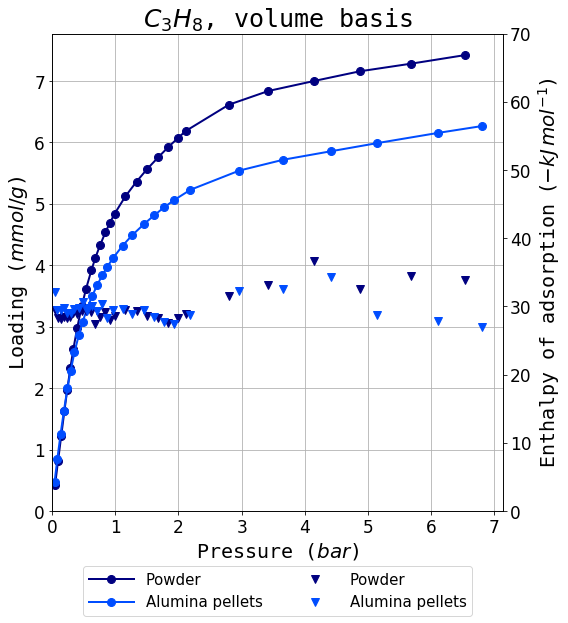 C₃H₈, volume basis
Loading (mmol/g)
Enthalpy of adsorption (−kJ mol⁻¹)
7
6
5
4
3
2
1
0
70
60
50
40
30
20
10
0
0 1 2 3 4 5 6 7
Pressure (bar)
Powder Powder
Alumina pellets Alumina pellets